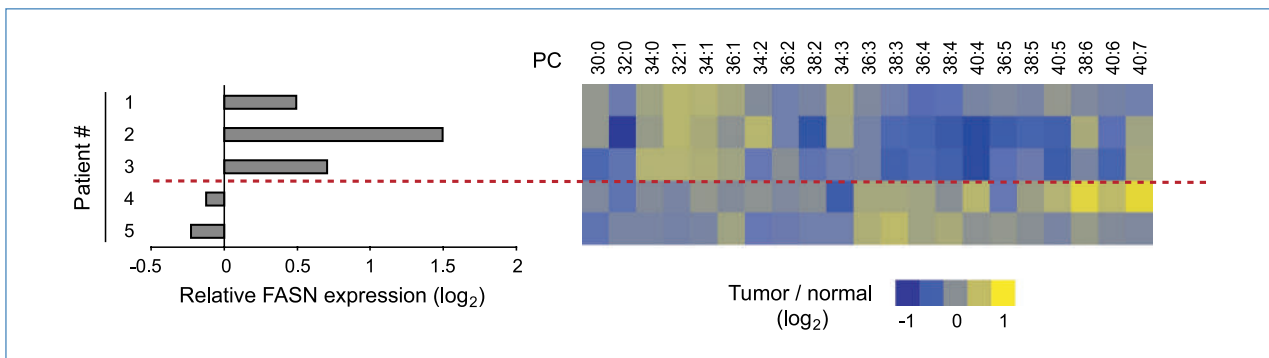 PC 30:0 32:0 34:0 32:1 34:1 36:1 34:2 36:2 38:2 34:3 36:3 38:3 36:4 38:4 40:4 36:5 38:5 40:5 38:6 40:6 40:7
Patient #
1
2
3
4
5
-0.5 0 0.5 1 1.5 2
Relative FASN expression (log2)
Tumor / normal
(log2)
-1 0 1